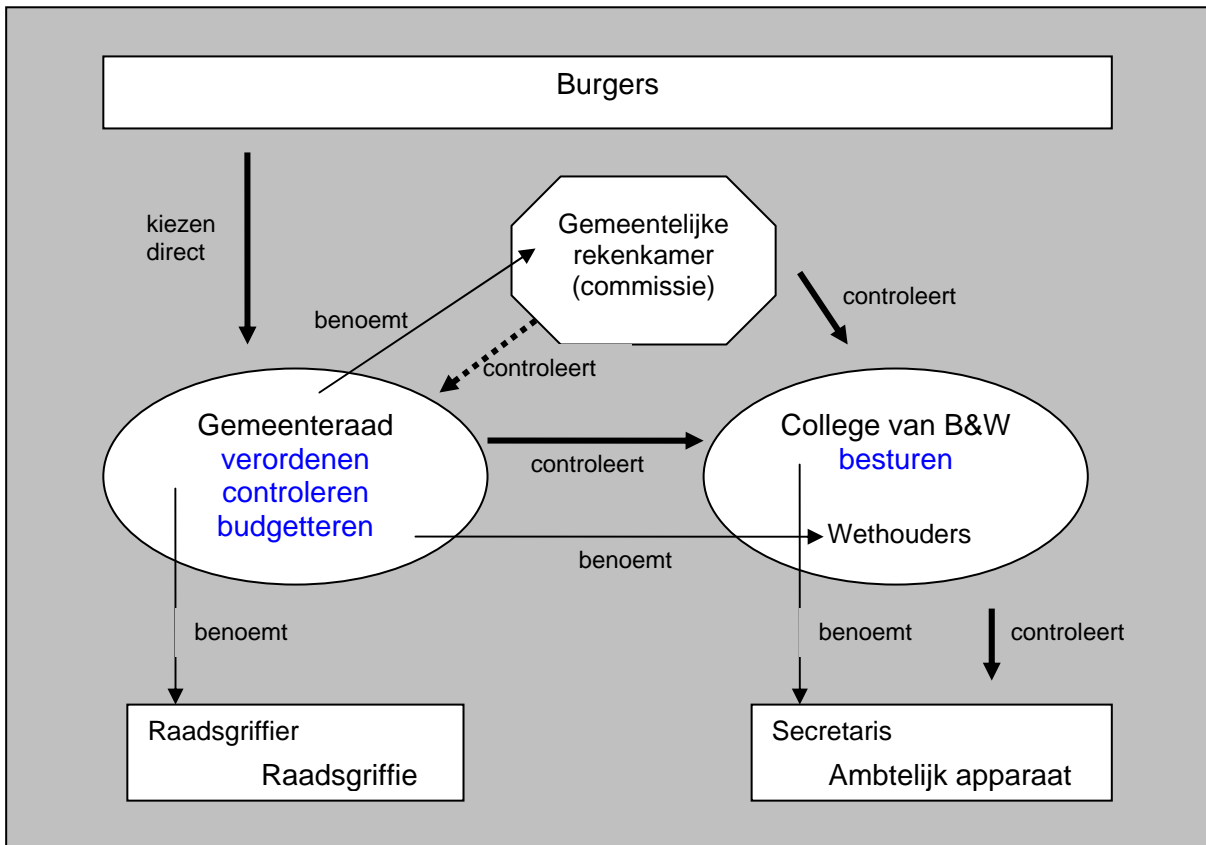 Burgers
kiezen
direct
Gemeentelijke
rekenkamer
(commissie)
controleert
benoemt
controleert
Gemeenteraad
verordenen
controleren
budgetteren
controleert
College van B&W
besturen
Wethouders
benoemt
benoemt
benoemt
controleert
Raadsgriffier
Raadsgriffie
Secretaris
Ambtelijk apparaat